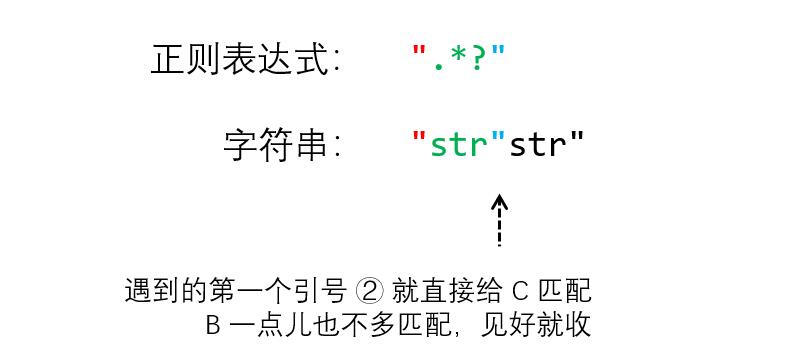 正则表达式： ".*?"
字符串： "str"str"
遇到的第一个引号 ② 就直接给 C 匹配
B 一点儿也不多匹配，见好就收